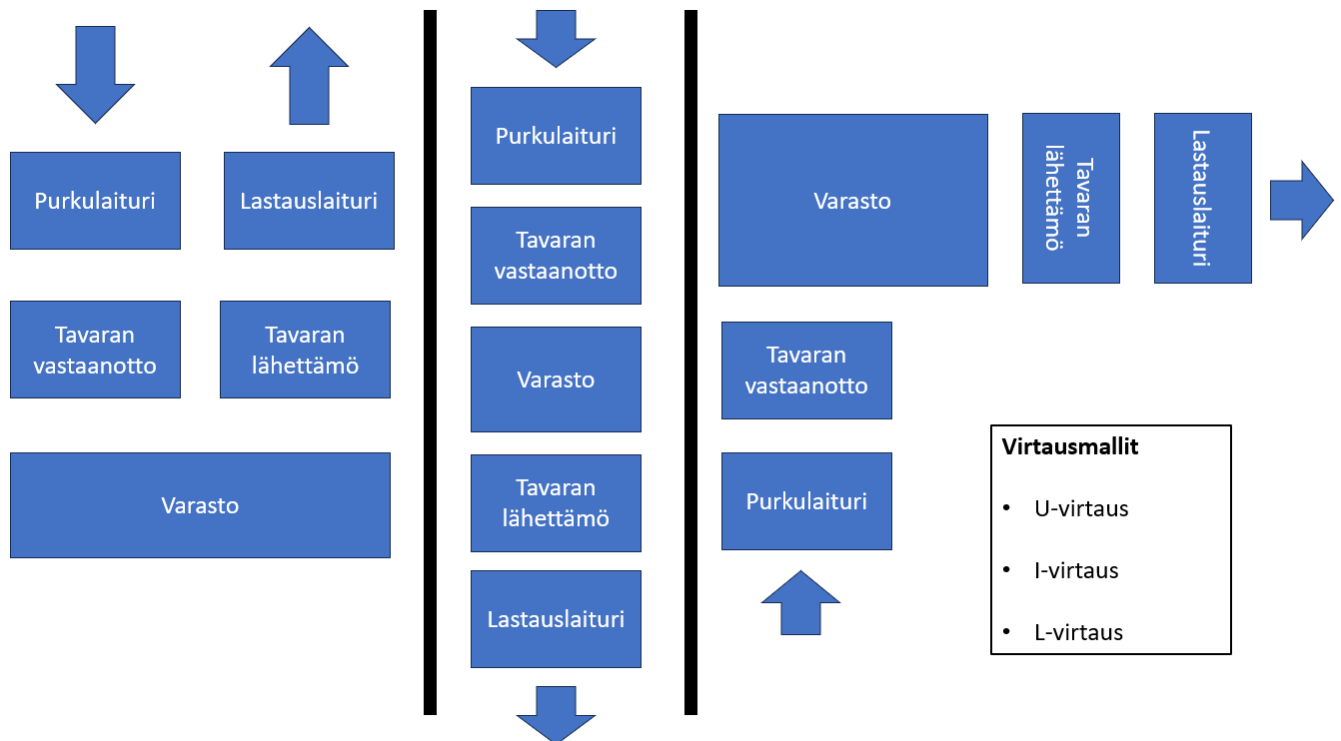 Purkulaituri
Lastauslaituri
Tavaran
vastaanotto
Tavaran
lähettämö
Varasto
Purkulaituri
Tavaran
vastaanotto
Varasto
Tavaran
lähettämö
Lastauslaituri
Varasto
Tavaran
lähettämö
Lastauslaituri
Tavaran
vastaanotto
Purkulaituri
Virtausmallit
• U-virtaus
• I-virtaus
• L-virtaus